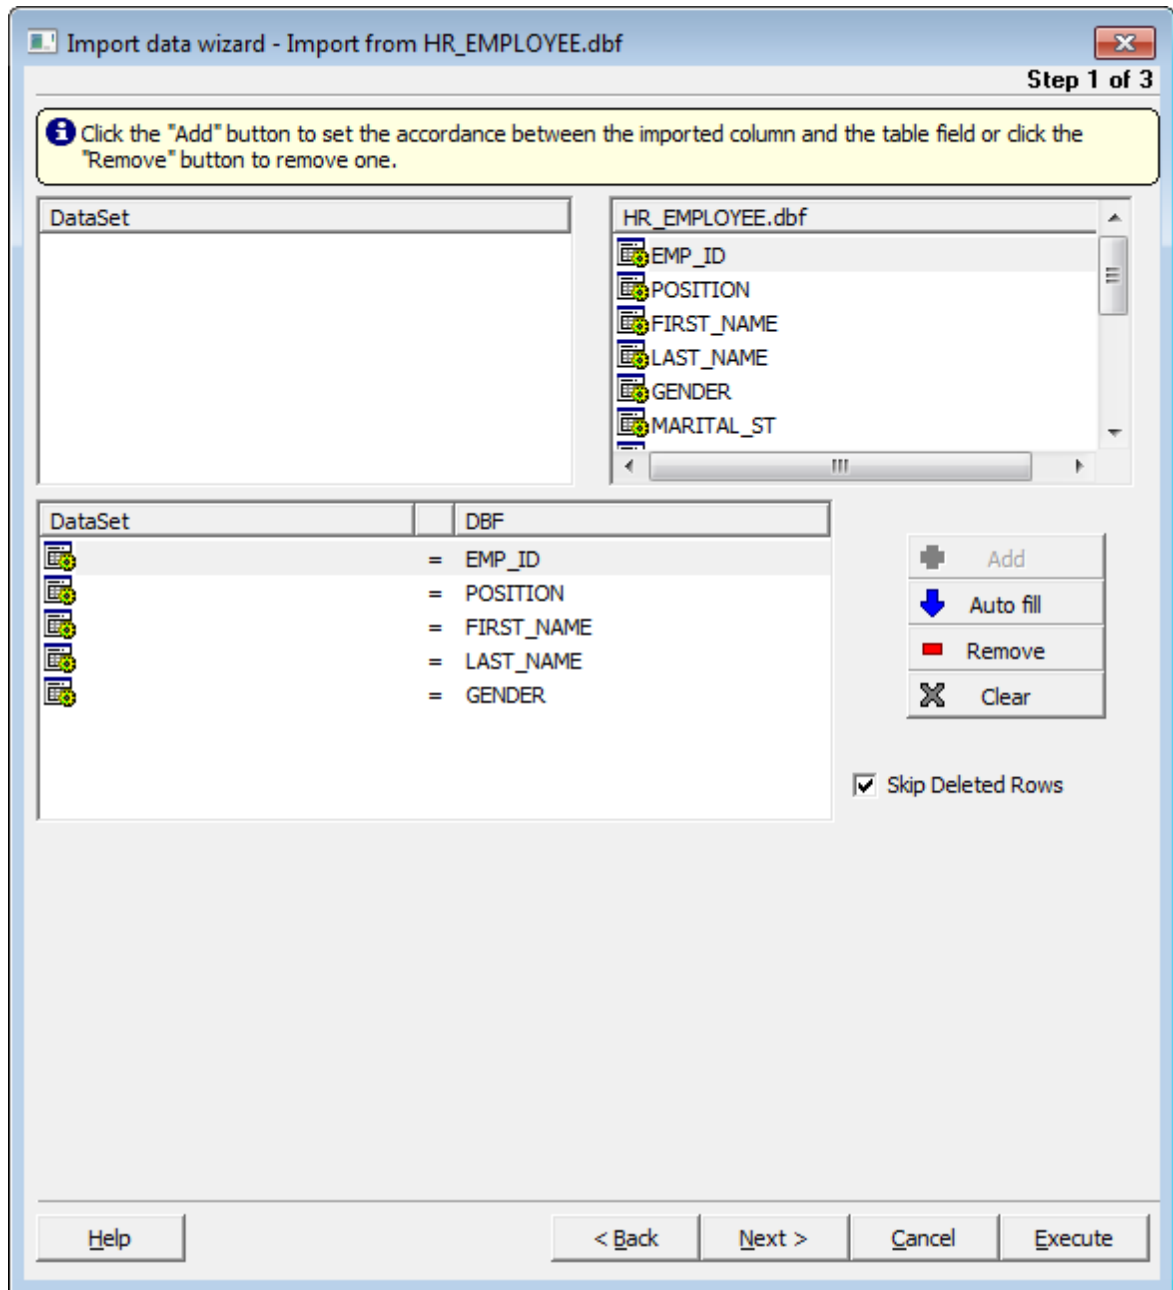 Import data wizard - Import from HR_EMPLOYEE.dbf
Step 1 of 3
Click the "Add" button to set the accordance between the imported column and the table field or click the
"Remove" button to remove one.
DataSet
HR_EMPLOYEE.dbf
EMP_ID
POSITION
FIRST_NAME
LAST_NAME
GENDER
MARITAL_ST
DataSet DBF
= EMP_ID
= POSITION
= FIRST_NAME
= LAST_NAME
= GENDER
Add
Auto fill
Remove
Clear
Skip Deleted Rows
Help < Back Next > Cancel Execute